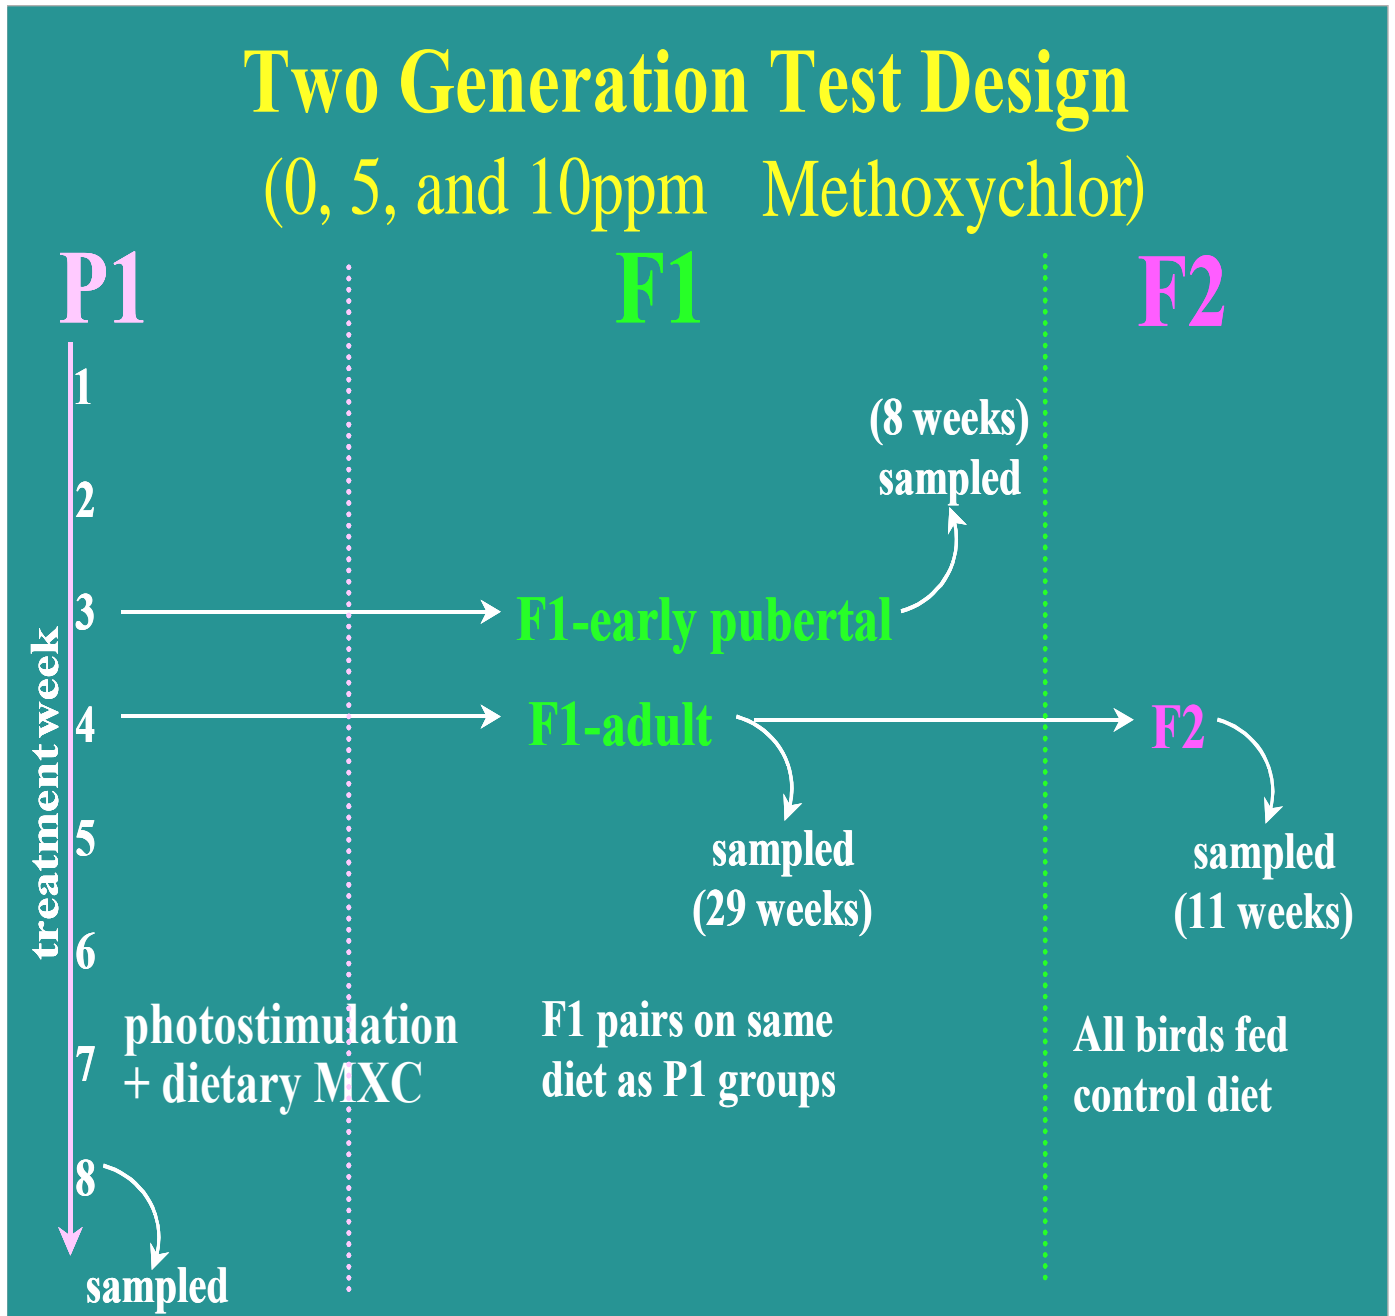 Two Generation Test Design
(0, 5, and 10ppm Methoxychlor)
P1
F1
F2
treatment week
1
2
3
4
5
6
7
8
sampled
photostimulation
+ dietary MXC
F1-early pubertal
(8 weeks)
sampled
F1-adult
sampled
(29 weeks)
F1 pairs on same
diet as P1 groups
F2
sampled
(11 weeks)
All birds fed
control diet